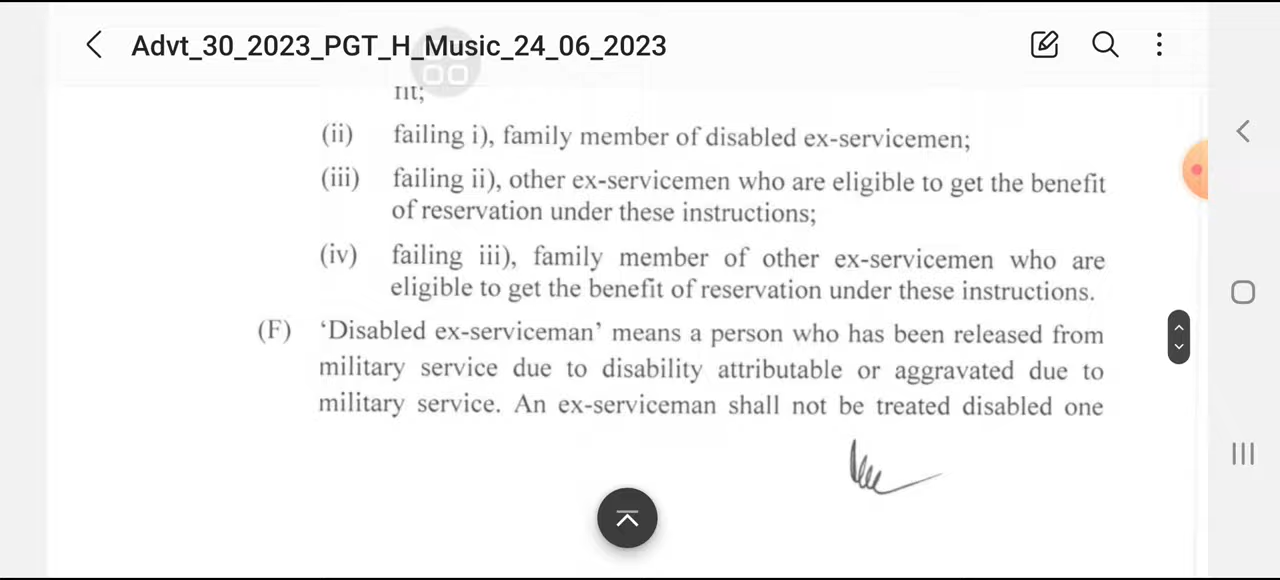 Advt_30_2023_PGT_H_Music_24_06_2023
fit;
(ii) failing i), family member of disabled ex-servicemen;
(iii) failing ii), other ex-servicemen who are eligible to get the benefit
of reservation under these instructions;
(iv) failing iii), family member of other ex-servicemen who are
eligible to get the benefit of reservation under these instructions.
(F) ‘Disabled ex-serviceman’ means a person who has been released from
military service due to disability attributable or aggravated due to
military service. An ex-serviceman shall not be treated disabled one